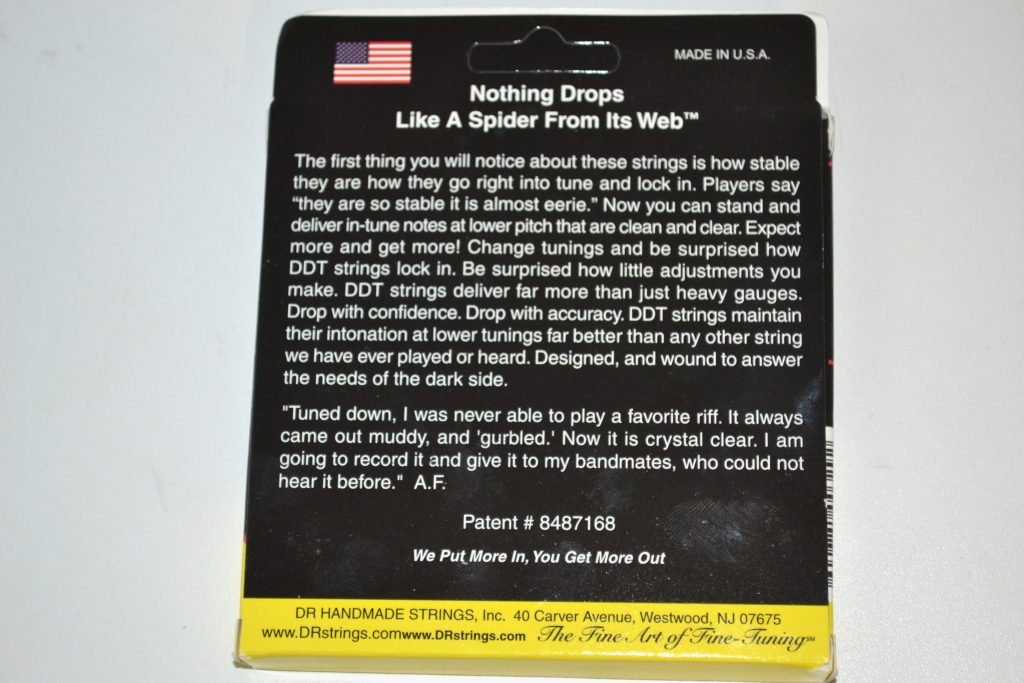 MADE IN U.S.A.
Nothing Drops
Like A Spider From Its Web™
The first thing you will notice about these strings is how stable
they are how they go right into tune and lock in. Players say
“they are so stable it is almost eerie.” Now you can stand and
deliver in-tune notes at lower pitch that are clean and clear. Expect
more and get more! Change tunings and be surprised how
DDT strings lock in. Be surprised how little adjustments you
make. DDT strings deliver far more than just heavy gauges.
Drop with confidence. Drop with accuracy. DDT strings maintain
their intonation at lower tunings far better than any other string
we have ever played or heard. Designed, and wound to answer
the needs of the dark side.
"Tuned down, I was never able to play a favorite riff. It always
came out muddy, and 'gurbled.' Now it is crystal clear. I am
going to record it and give it to my bandmates, who could not
hear it before." A.F.
Patent # 8487168
We Put More In, You Get More Out
DR HANDMADE STRINGS, Inc. 40 Carver Avenue, Westwood, NJ 07675
www.DRstrings.comwww.DRstrings.com The Fine Art of Fine-Tuning℠